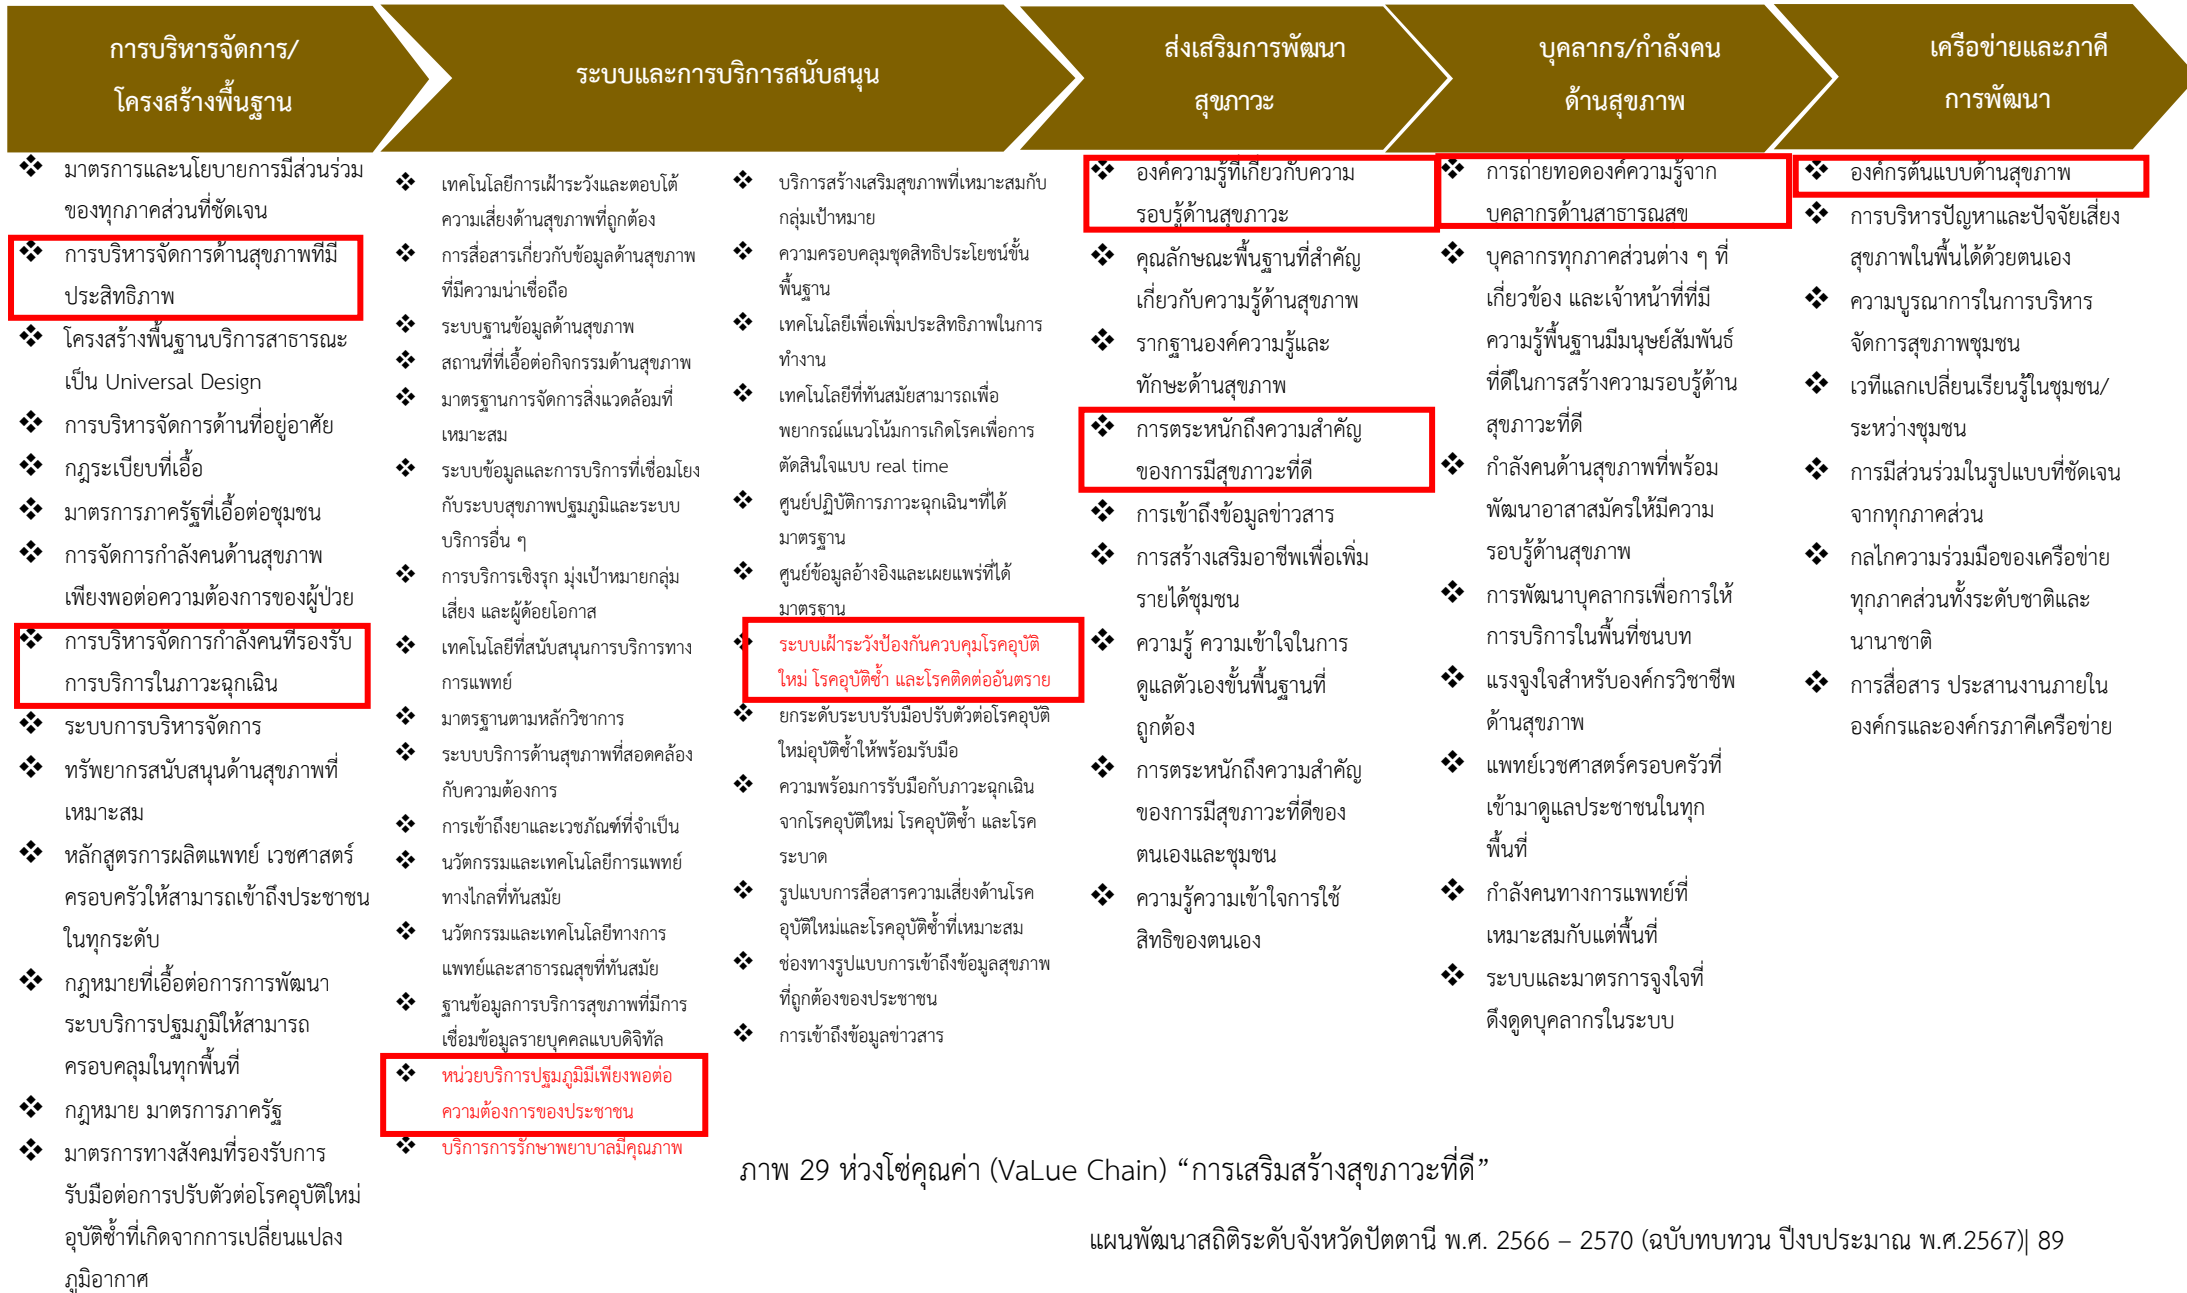 การบริหารจัดการ/
โครงสร้างพื้นฐาน
ระบบและการบริการสนับสนุน
ส่งเสริมการพัฒนา
สุขภาวะ
บุคลากร/กำลังคน
ด้านสุขภาพ
เครือข่ายและภาคี
การพัฒนา
❖ มาตรการและนโยบายการมีส่วนร่วม
ของทุกภาคส่วนที่ชัดเจน
❖ การบริหารจัดการด้านสุขภาพที่มี
ประสิทธิภาพ
❖ โครงสร้างพื้นฐานบริการสาธารณะ
เป็น Universal Design
❖ การบริหารจัดการด้านที่อยู่อาศัย
❖ กฎระเบียบที่เอื้อ
❖ มาตรการภาครัฐที่เอื้อต่อชุมชน
❖ การจัดการกำลังคนด้านสุขภาพ
เพียงพอต่อความต้องการของผู้ป่วย
❖ การบริหารจัดการกำลังคนที่รองรับ
การบริการในภาวะฉุกเฉิน
❖ ระบบการบริหารจัดการ
❖ ทรัพยากรสนับสนุนด้านสุขภาพที่
เหมาะสม
❖ หลักสูตรการผลิตแพทย์ เวชศาสตร์
ครอบครัวให้สามารถเข้าถึงประชาชน
ในทุกระดับ
❖ กฎหมายที่เอื้อต่อการการพัฒนา
ระบบบริการปฐมภูมิให้สามารถ
ครอบคลุมในทุกพื้นที่
❖ กฎหมาย มาตรการภาครัฐ
❖ มาตรการทางสังคมที่รองรับการ
รับมือต่อการปรับตัวต่อโรคอุบัติใหม่
อุบัติซ้ำที่เกิดจากการเปลี่ยนแปลง
ภูมิอากาศ
❖ เทคโนโลยีการเฝ้าระวังและตอบโต้
ความเสี่ยงด้านสุขภาพที่ถูกต้อง
❖ การสื่อสารเกี่ยวกับข้อมูลด้านสุขภาพ
ที่มีความน่าเชื่อถือ
❖ ระบบฐานข้อมูลด้านสุขภาพ
❖ สถานที่ที่เอื้อต่อกิจกรรมด้านสุขภาพ
❖ มาตรฐานการจัดการสิ่งแวดล้อมที่
เหมาะสม
❖ ระบบข้อมูลและการบริการที่เชื่อมโยง
กับระบบสุขภาพปฐมภูมิและระบบ
บริการอื่น ๆ
❖ การบริการเชิงรุก มุ่งเป้าหมายกลุ่ม
เสี่ยง และผู้ด้อยโอกาส
❖ เทคโนโลยีที่สนับสนุนการบริการทาง
การแพทย์
❖ มาตรฐานตามหลักวิชาการ
❖ ระบบบริการด้านสุขภาพที่สอดคล้อง
กับความต้องการ
❖ การเข้าถึงยาและเวชภัณฑ์ที่จำเป็น
❖ นวัตกรรมและเทคโนโลยีการแพทย์
ทางไกลที่ทันสมัย
❖ นวัตกรรมและเทคโนโลยีทางการ
แพทย์และสาธารณสุขที่ทันสมัย
❖ ฐานข้อมูลการบริการสุขภาพที่มีการ
เชื่อมข้อมูลรายบุคคลแบบดิจิทัล
❖ หน่วยบริการปฐมภูมิมีเพียงพอต่อ
ความต้องการของประชาชน
❖ บริการการรักษาพยาบาลมีคุณภาพ
❖ บริการสร้างเสริมสุขภาพที่เหมาะสมกับ
กลุ่มเป้าหมาย
❖ ความครอบคลุมชุดสิทธิประโยชน์ขั้น
พื้นฐาน
❖ เทคโนโลยีเพื่อเพิ่มประสิทธิภาพในการ
ทำงาน
❖ เทคโนโลยีที่ทันสมัยสามารถเพื่อ
พยากรณ์แนวโน้มการเกิดโรคเพื่อการ
ตัดสินใจแบบ real time
❖ ศูนย์ปฏิบัติการภาวะฉุกเฉินฯที่ได้
มาตรฐาน
❖ ศูนย์ข้อมูลอ้างอิงและเผยแพร่ที่ได้
มาตรฐาน
❖ ระบบเฝ้าระวังป้องกันควบคุมโรคอุบัติ
ใหม่ โรคอุบัติซ้ำ และโรคติดต่ออันตราย
❖ ยกระดับระบบรับมือปรับตัวต่อโรคอุบัติ
ใหม่อุบัติซ้ำให้พร้อมรับมือ
❖ ความพร้อมการรับมือกับภาวะฉุกเฉิน
จากโรคอุบัติใหม่ โรคอุบัติซ้ำ และโรค
ระบาด
❖ รูปแบบการสื่อสารความเสี่ยงด้านโรค
อุบัติใหม่และโรคอุบัติซ้ำที่เหมาะสม
❖ ช่องทางรูปแบบการเข้าถึงข้อมูลสุขภาพ
ที่ถูกต้องของประชาชน
❖ การเข้าถึงข้อมูลข่าวสาร
❖ องค์ความรู้ที่เกี่ยวกับความ
รอบรู้ด้านสุขภาวะ
❖ คุณลักษณะพื้นฐานที่สำคัญ
เกี่ยวกับความรู้ด้านสุขภาพ
❖ รากฐานองค์ความรู้และ
ทักษะด้านสุขภาพ
❖ การตระหนักถึงความสำคัญ
ของการมีสุขภาวะที่ดี
❖ การเข้าถึงข้อมูลข่าวสาร
❖ การสร้างเสริมอาชีพเพื่อเพิ่ม
รายได้ชุมชน
❖ ความรู้ ความเข้าใจในการ
ดูแลตัวเองขั้นพื้นฐานที่
ถูกต้อง
❖ การตระหนักถึงความสำคัญ
ของการมีสุขภาวะที่ดีของ
ตนเองและชุมชน
❖ ความรู้ความเข้าใจการใช้
สิทธิของตนเอง
❖ การถ่ายทอดองค์ความรู้จาก
บุคลากรด้านสาธารณสุข
❖ บุคลากรทุกภาคส่วนต่าง ๆ ที่
เกี่ยวข้อง และเจ้าหน้าที่ที่มี
ความรู้พื้นฐานมีมนุษย์สัมพันธ์
ที่ดีในการสร้างความรอบรู้ด้าน
สุขภาวะที่ดี
❖ กำลังคนด้านสุขภาพที่พร้อม
พัฒนาอาสาสมัครให้มีความ
รอบรู้ด้านสุขภาพ
❖ การพัฒนาบุคลากรเพื่อการให้
การบริการในพื้นที่ชนบท
❖ แรงจูงใจสำหรับองค์กรวิชาชีพ
ด้านสุขภาพ
❖ แพทย์เวชศาสตร์ครอบครัวที่
เข้ามาดูแลประชาชนในทุก
พื้นที่
❖ กำลังคนทางการแพทย์ที่
เหมาะสมกับแต่พื้นที่
❖ ระบบและมาตรการจูงใจที่
ดึงดูดบุคลากรในระบบ
❖ องค์กรต้นแบบด้านสุขภาพ
❖ การบริหารปัญหาและปัจจัยเสี่ยง
สุขภาพในพื้นได้ด้วยตนเอง
❖ ความบูรณาการในการบริหาร
จัดการสุขภาพชุมชน
❖ เวทีแลกเปลี่ยนเรียนรู้ในชุมชน/
ระหว่างชุมชน
❖ การมีส่วนร่วมในรูปแบบที่ชัดเจน
จากทุกภาคส่วน
❖ กลไกความร่วมมือของเครือข่าย
ทุกภาคส่วนทั้งระดับชาติและ
นานาชาติ
❖ การสื่อสาร ประสานงานภายใน
องค์กรและองค์กรภาคีเครือข่าย
ภาพ 29 ห่วงโซ่คุณค่า (VaLue Chain) “การเสริมสร้างสุขภาวะที่ดี”
แผนพัฒนาสถิติระดับจังหวัดปัตตานี พ.ศ. 2566 – 2570 (ฉบับทบทวน ปีงบประมาณ พ.ศ.2567)| 89